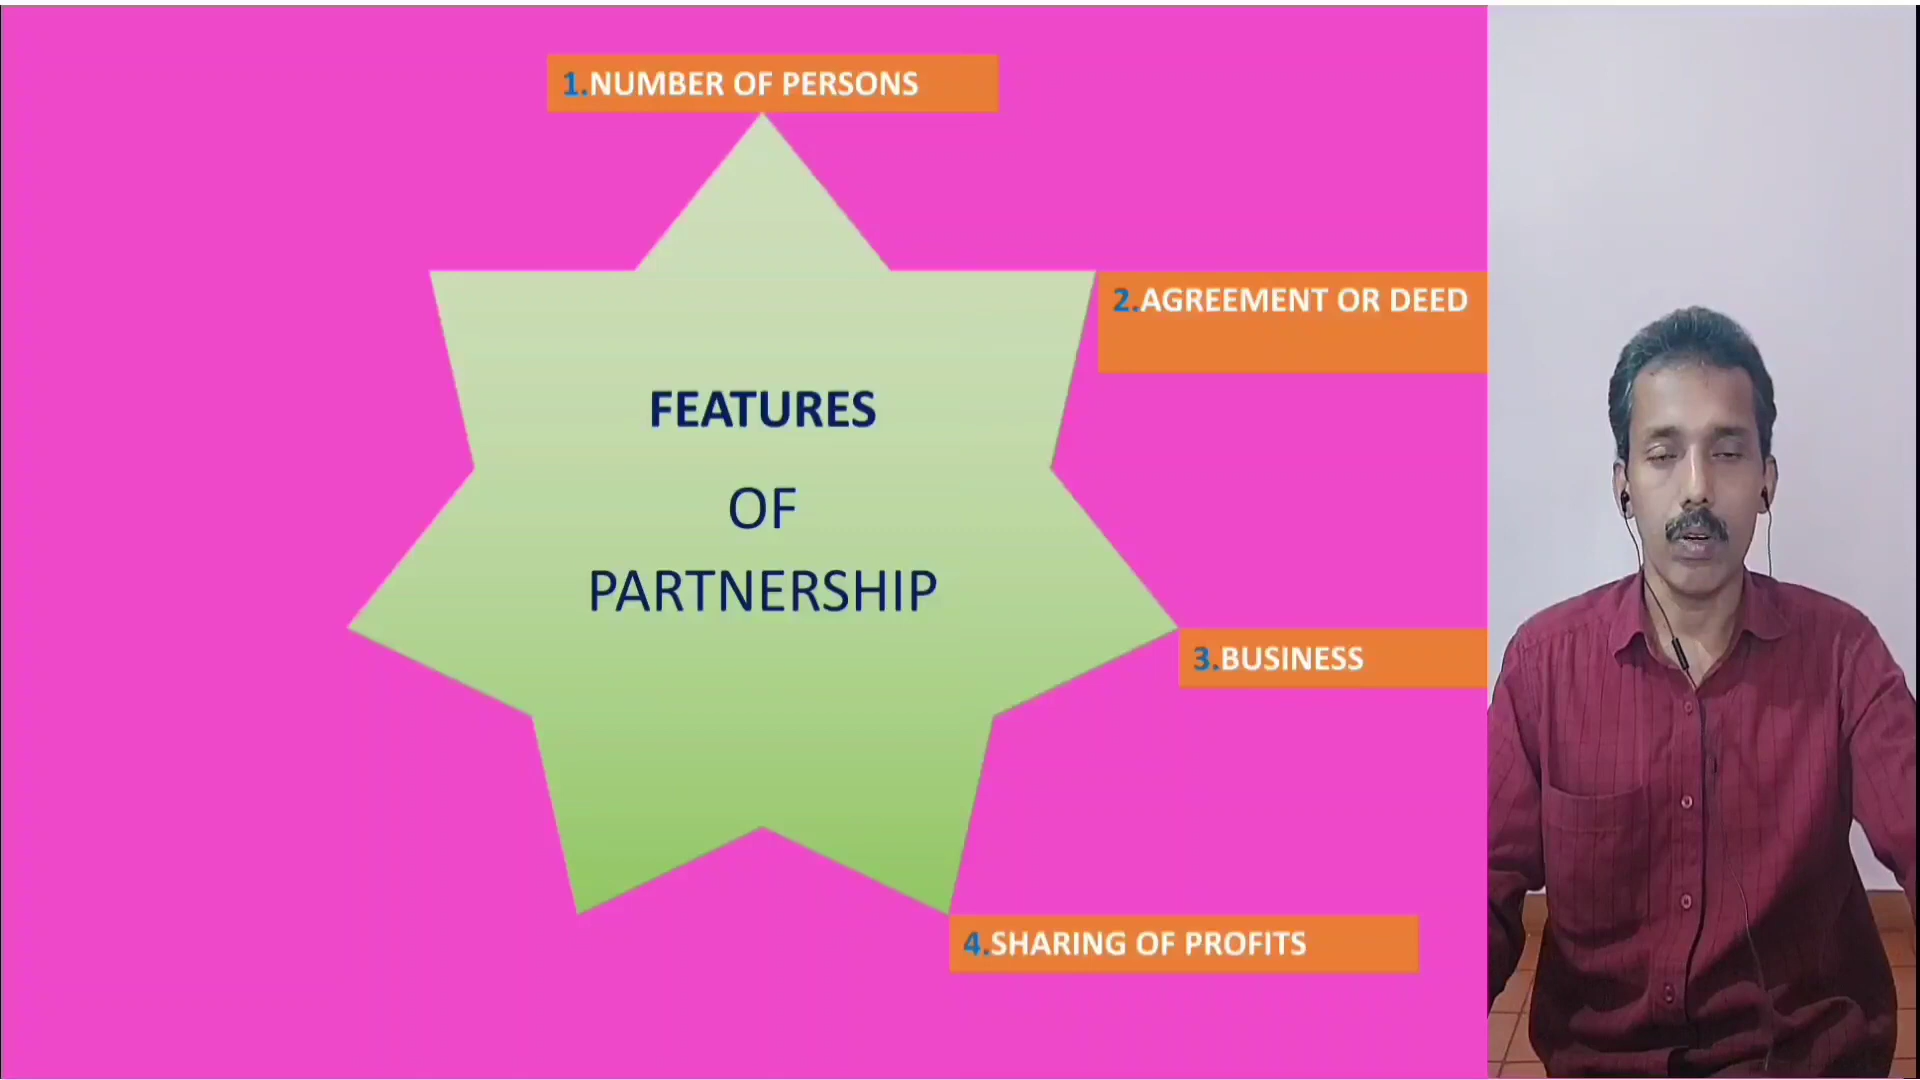 1.NUMBER OF PERSONS
2.AGREEMENT OR DEED
FEATURES
OF
PARTNERSHIP
3.BUSINESS
4.SHARING OF PROFITS